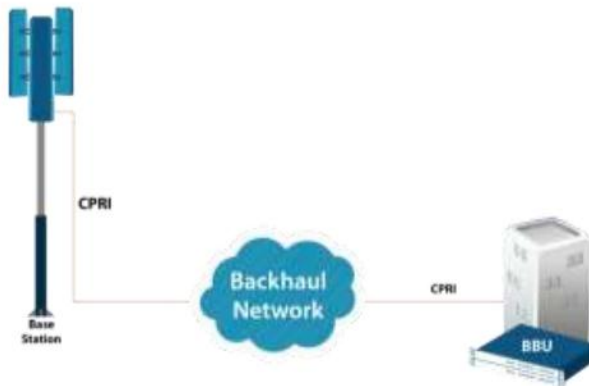 CPRI
Backhaul
Network
CPRI
BBU
Base
Station